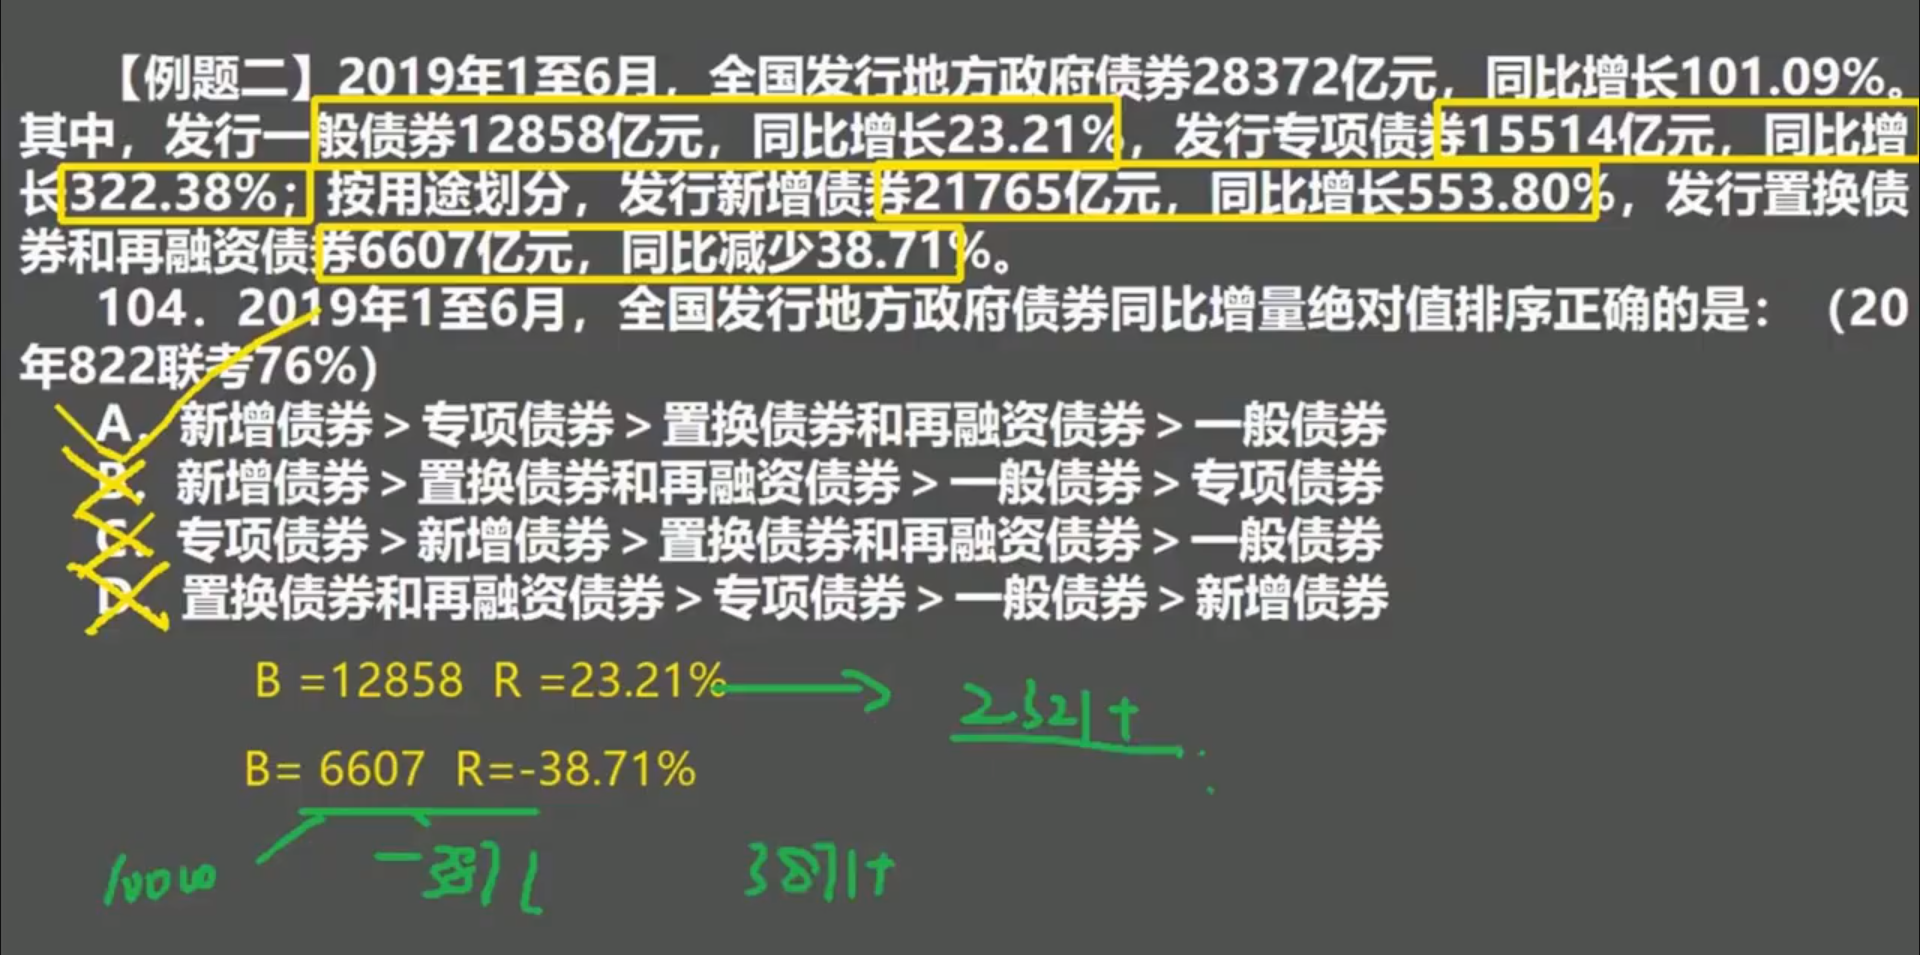 【例题二】2019年1至6月，全国发行地方政府债券28372亿元，同比增长101.09%。
其中，发行一般债券12858亿元，同比增长23.21%，发行专项债券15514亿元，同比增
长322.38%；按用途划分，发行新增债券21765亿元，同比增长553.80%，发行置换债
券和再融资债券6607亿元，同比减少38.71%。
104．2019年1至6月，全国发行地方政府债券同比增量绝对值排序正确的是：（20
年822联考76%）
A．新增债券＞专项债券＞置换债券和再融资债券＞一般债券
B．新增债券＞置换债券和再融资债券＞一般债券＞专项债券
C．专项债券＞新增债券＞置换债券和再融资债券＞一般债券
D．置换债券和再融资债券＞专项债券＞一般债券＞新增债券
B =12858 R =23.21%
2321+
B= 6607 R=-38.71%
10000
-3871
3871+